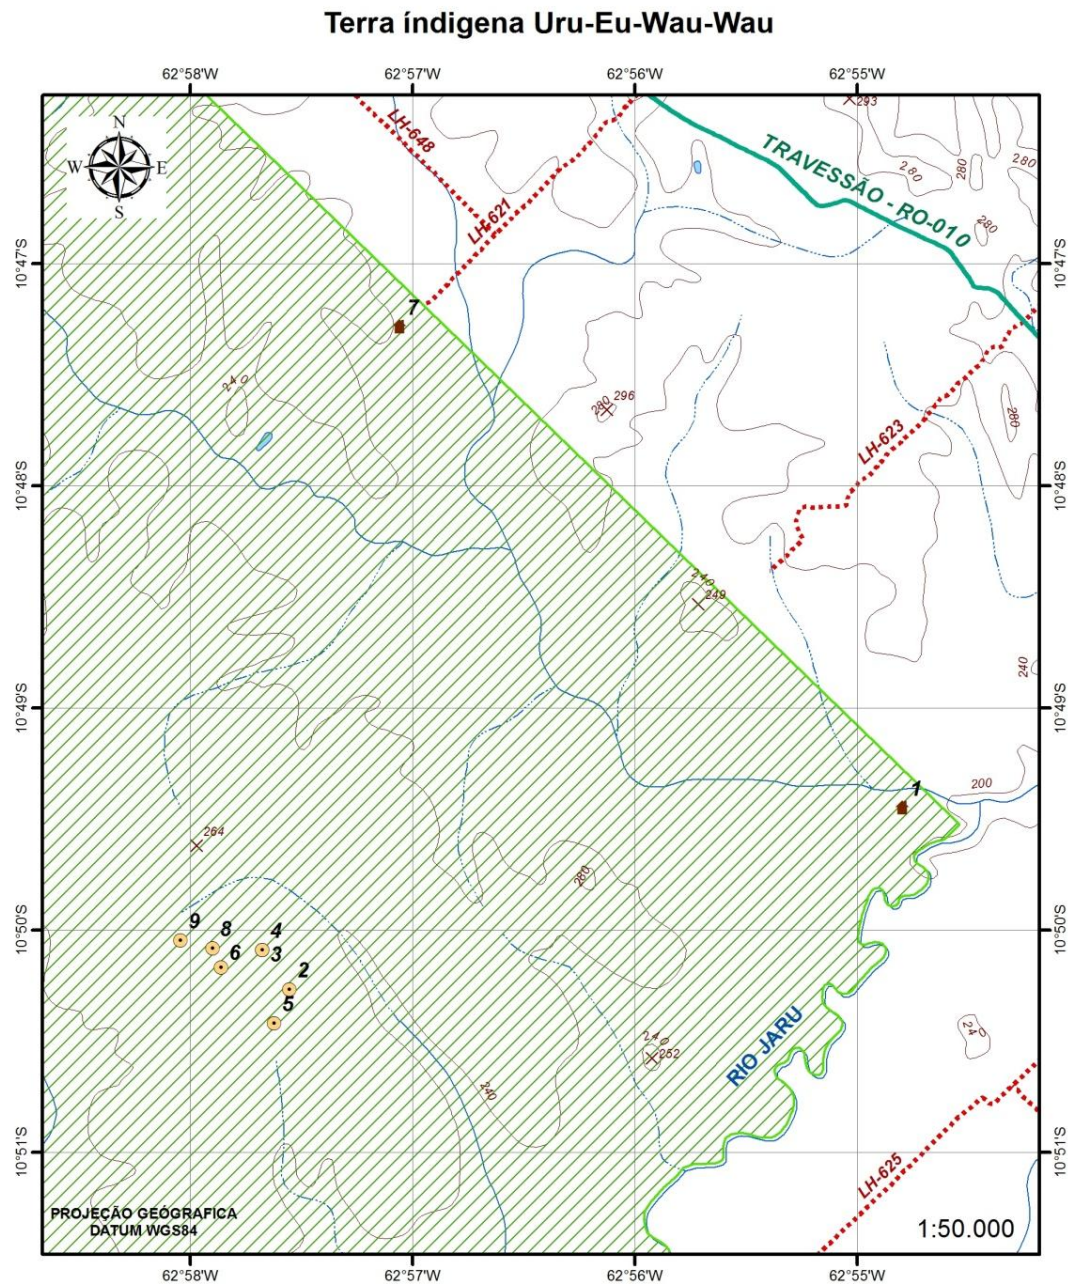 Terra índigena Uru-Eu-Wau-Wau
62°58'W 62°57'W 62°56'W 62°55'W
293
LH-648
N
W E
S
TRAVESSÃO - RO-010
280
280
280
LH-621
10°47'S 10°47'S
7
240
296
280
280
LH-623
10°48'S 10°48'S
240
249
240
10°49'S 10°49'S
200
1
264
280
9
8
4
10°50'S 10°50'S
6
3
2
5
RIO JARU
240
252
240
240
10°51'S 10°51'S
LH-625
PROJEÇÃO GEÓGRAFICA
DATUM WGS84
1:50.000
62°58'W 62°57'W 62°56'W 62°55'W